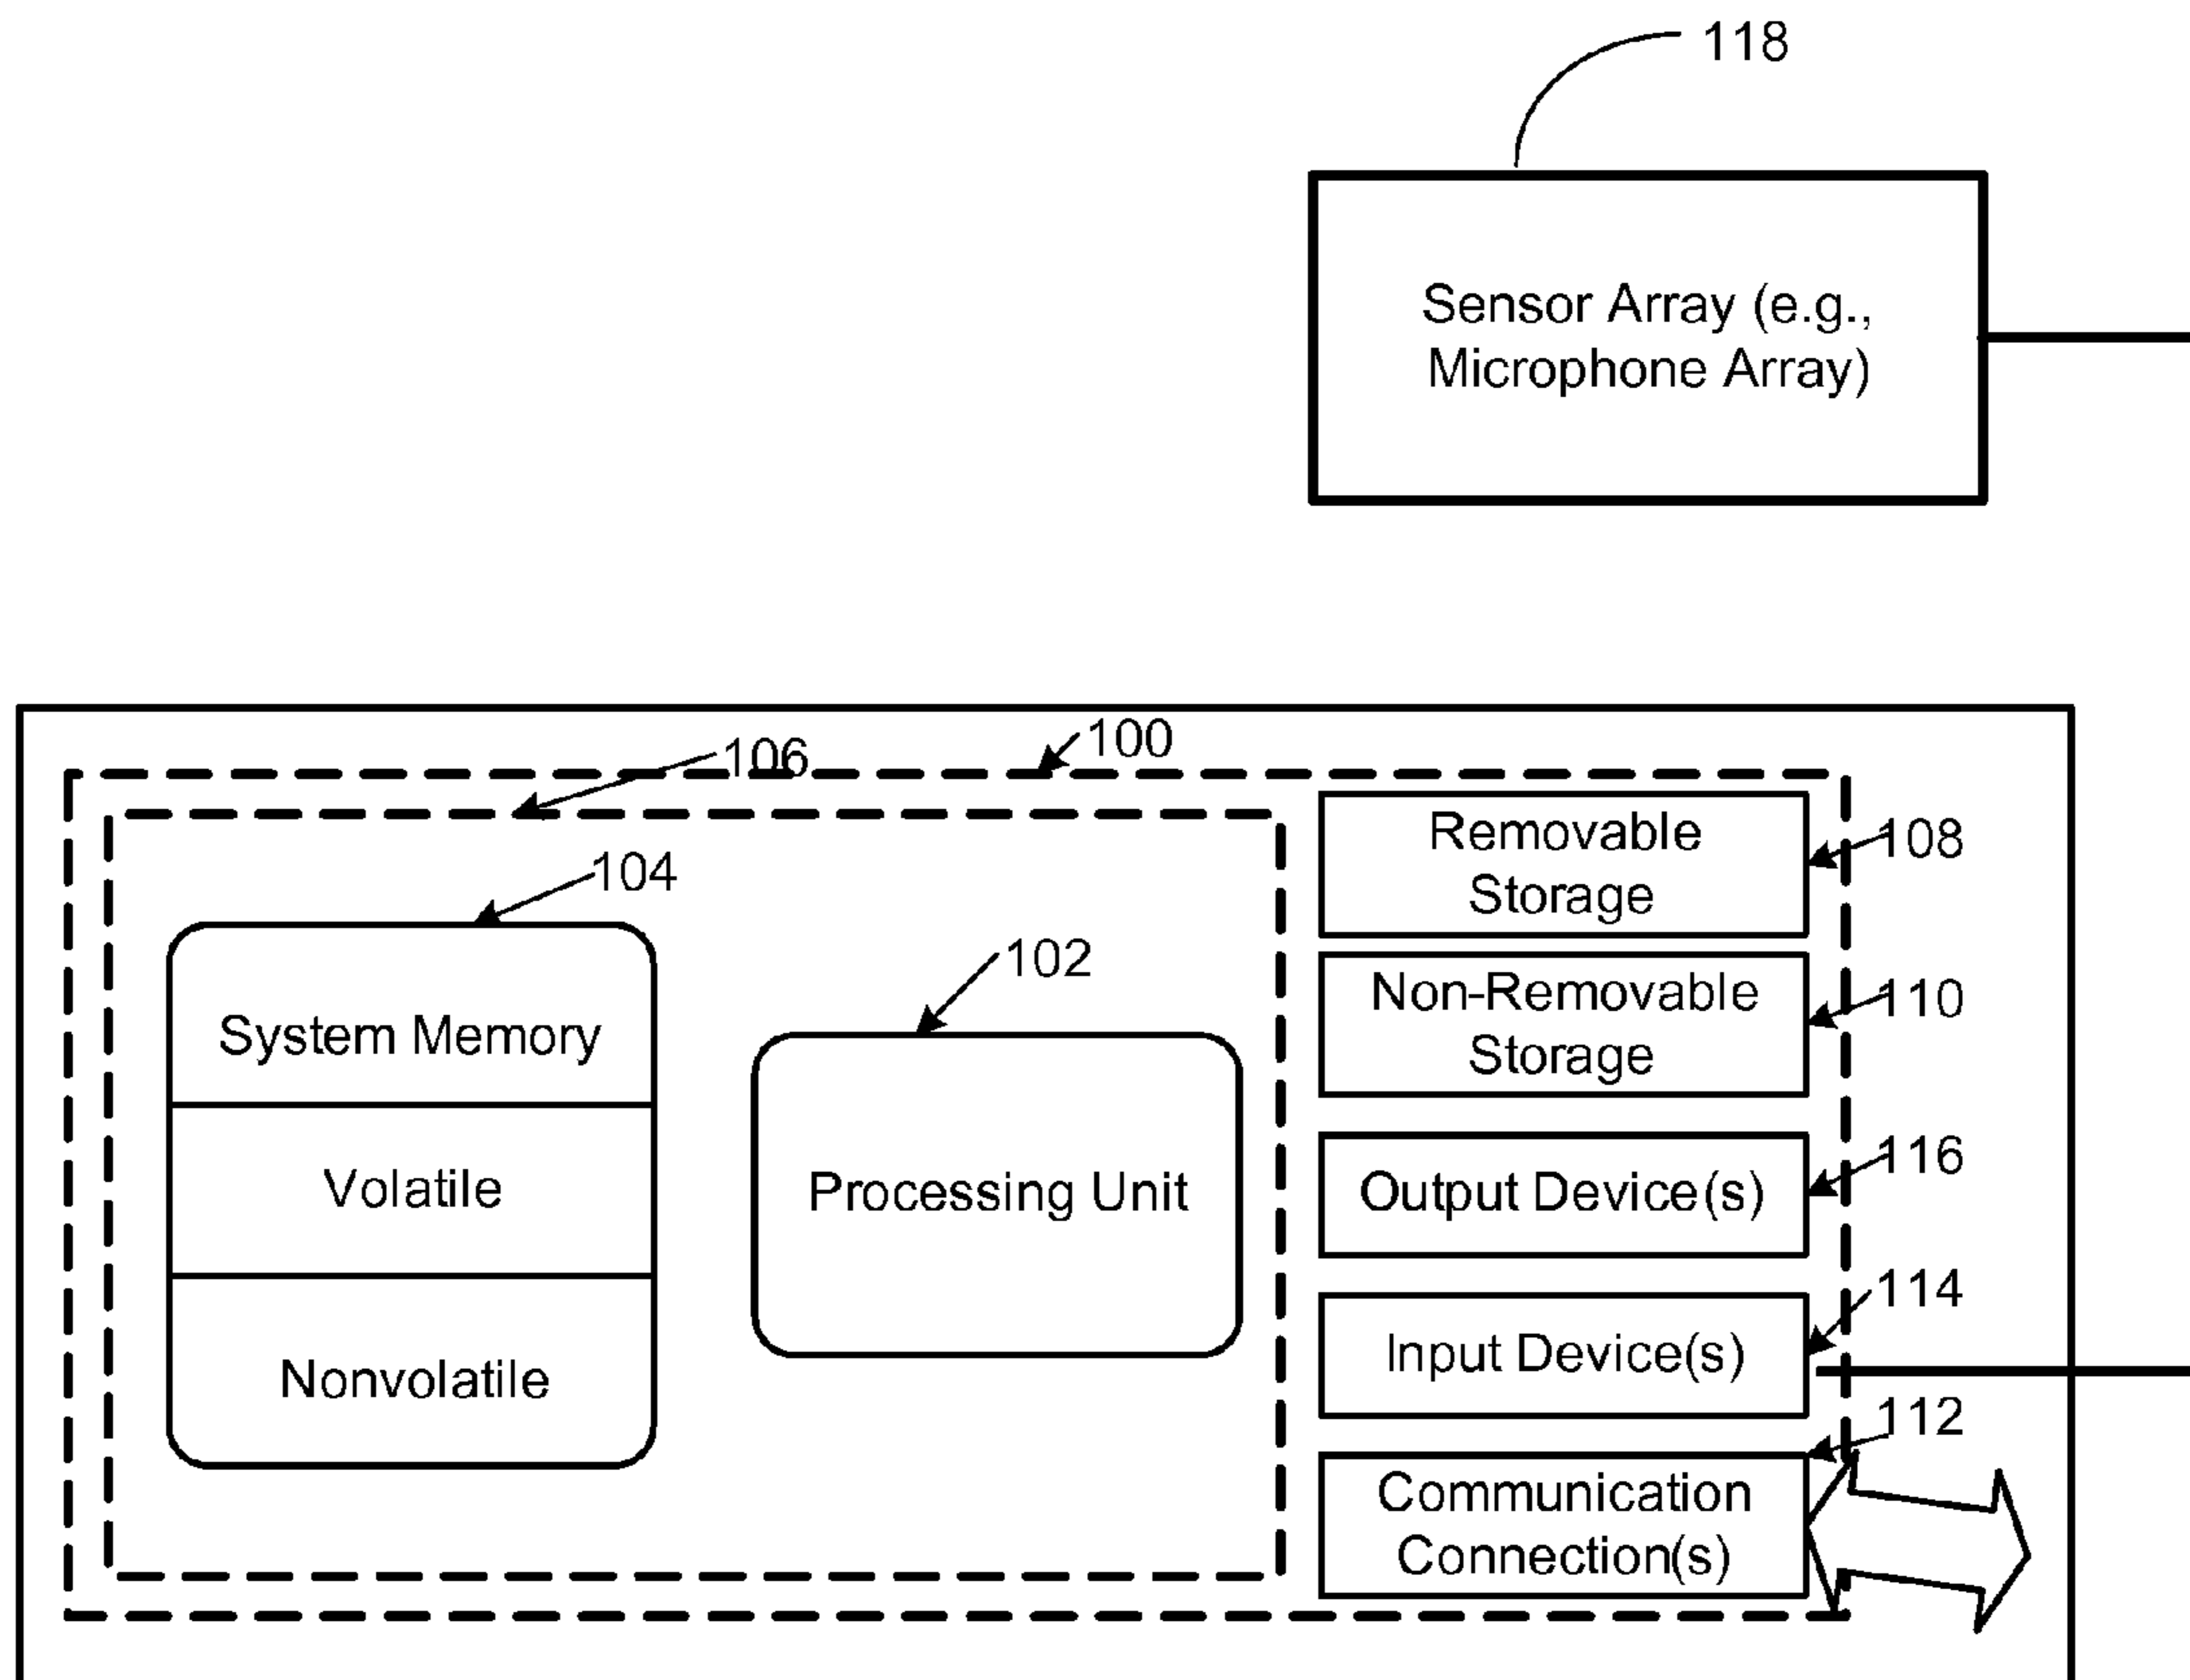 118
Sensor Array (e.g.,
Microphone Array)
100
106
Removable
Storage
108
104
102
Non-Removable
Storage
110
System Memory
Volatile
Nonvolatile
Processing Unit
Output Device(s)
116
Input Device(s)
114
Communication
Connection(s)
112